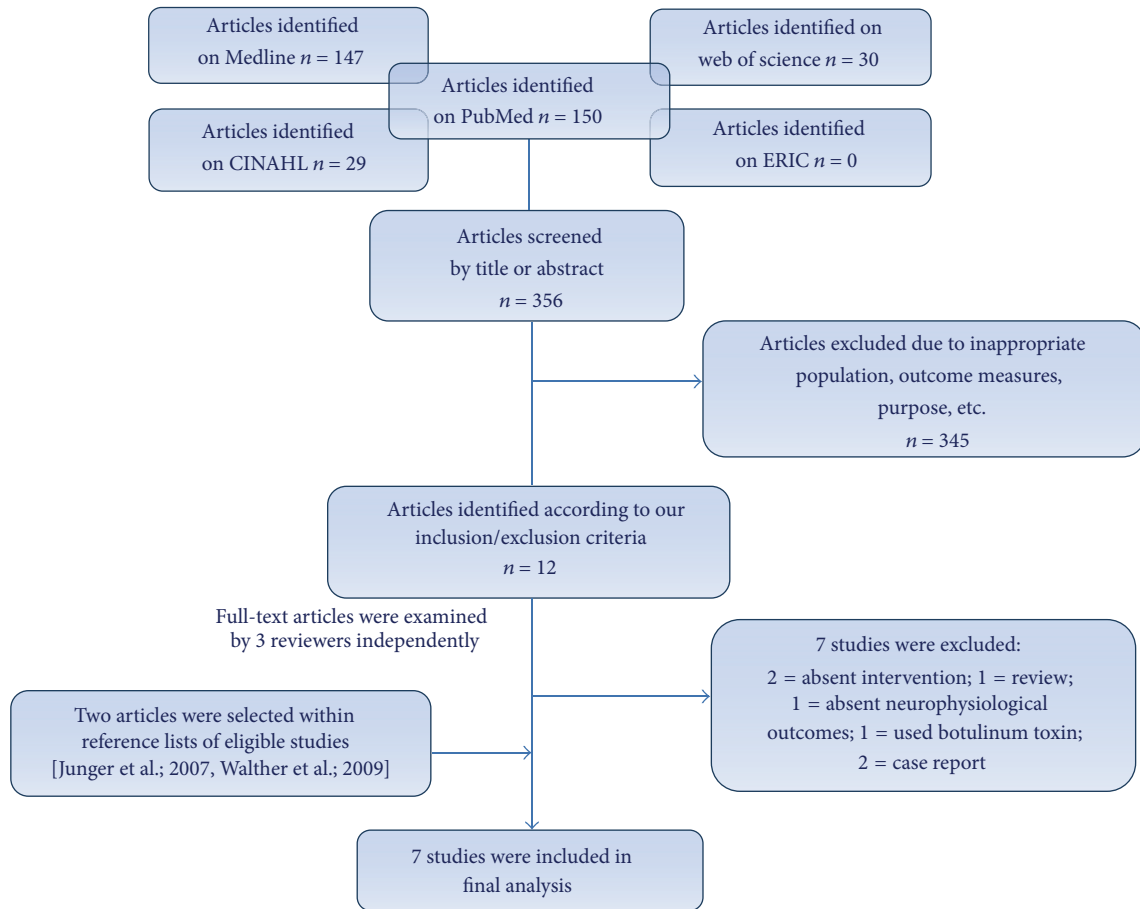 Articles identified
on Medline n = 147
Articles identified on
web of science n = 30
Articles identified
on PubMed n = 150
Articles identified
on CINAHL n = 29
Articles identified
on ERIC n = 0
Articles screened
by title or abstract
n = 356
Articles excluded due to inappropriate
population, outcome measures,
purpose, etc.
n = 345
Articles identified according to our
inclusion/exclusion criteria
n = 12
Full-text articles were examined
by 3 reviewers independently
7 studies were excluded:
2 = absent intervention; 1 = review;
1 = absent neurophysiological
outcomes; 1 = used botulinum toxin;
2 = case report
Two articles were selected within
reference lists of eligible studies
[Junger et al.; 2007, Walther et al.; 2009]
7 studies were included in
final analysis